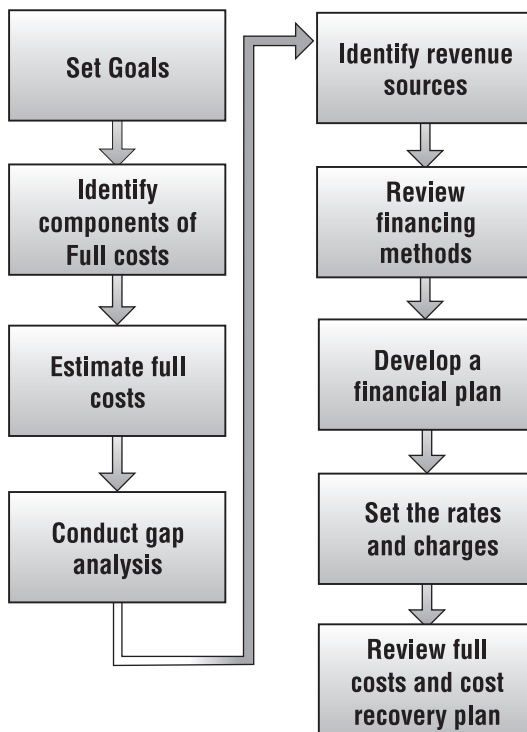 Set Goals
Identify
components of
Full costs
Estimate full
costs
Conduct gap
analysis
Identify revenue
sources
Review
financing
methods
Develop a
financial plan
Set the rates
and charges
Review full
costs and cost
recovery plan